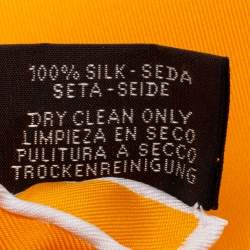 100% SILK-SEDA
SETA-SEIDE
DRY CLEAN ONLY
LIMPIEZA EN SECO
PULITURA A SECCO
TROCKENREINIGUNG